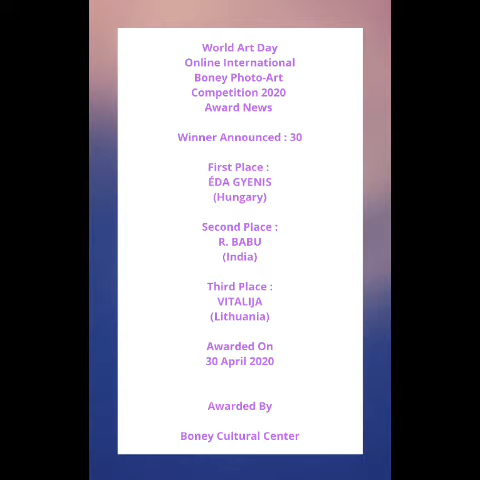 World Art Day
Online International
Boney Photo-Art
Competition 2020
Award News
Winner Announced : 30
First Place :
ÉDA GYENIS
(Hungary)
Second Place :
R. BABU
(India)
Third Place :
VITALIJA
(Lithuania)
Awarded On
30 April 2020
Awarded By
Boney Cultural Center